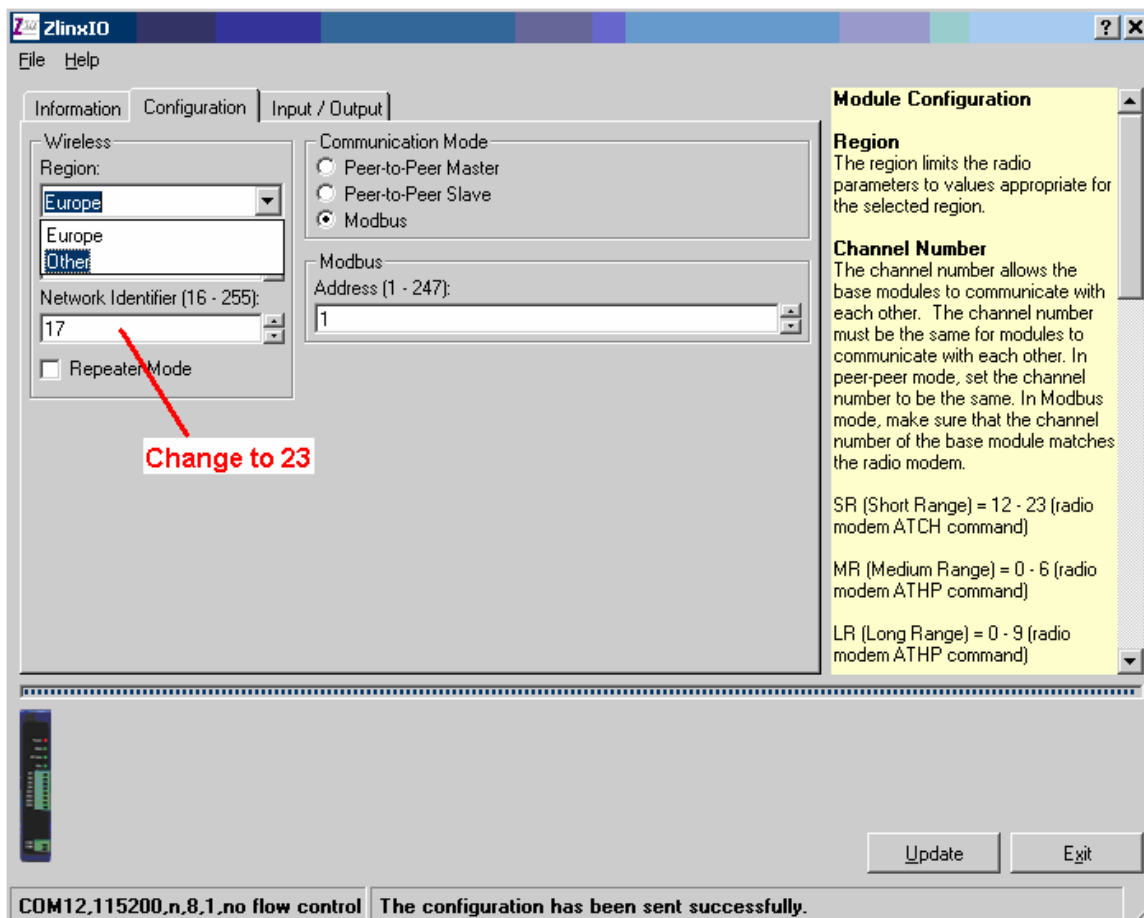 ZlinxIO
File Help
Information Configuration Input / Output
Wireless
Region:
Europe
Europe
Other
Network Identifier (16 - 255):
17
Repeater Mode
Change to 23
Communication Mode
Peer-to-Peer Master
Peer-to-Peer Slave
Modbus
Modbus
Address (1 - 247):
1
Module Configuration
Region
The region limits the radio
parameters to values appropriate for
the selected region.
Channel Number
The channel number allows the
base modules to communicate with
each other. The channel number
must be the same for modules to
communicate with each other. In
peer-peer mode, set the channel
number to be the same. In Modbus
mode, make sure that the channel
number of the base module matches
the radio modem.
SR (Short Range) = 12 - 23 (radio
modem ATCH command)
MR (Medium Range) = 0 - 6 (radio
modem ATHP command)
LR (Long Range) = 0 - 9 (radio
modem ATHP command)
Update Exit
COM12,115200,n,8,1,no flow control The configuration has been sent successfully.